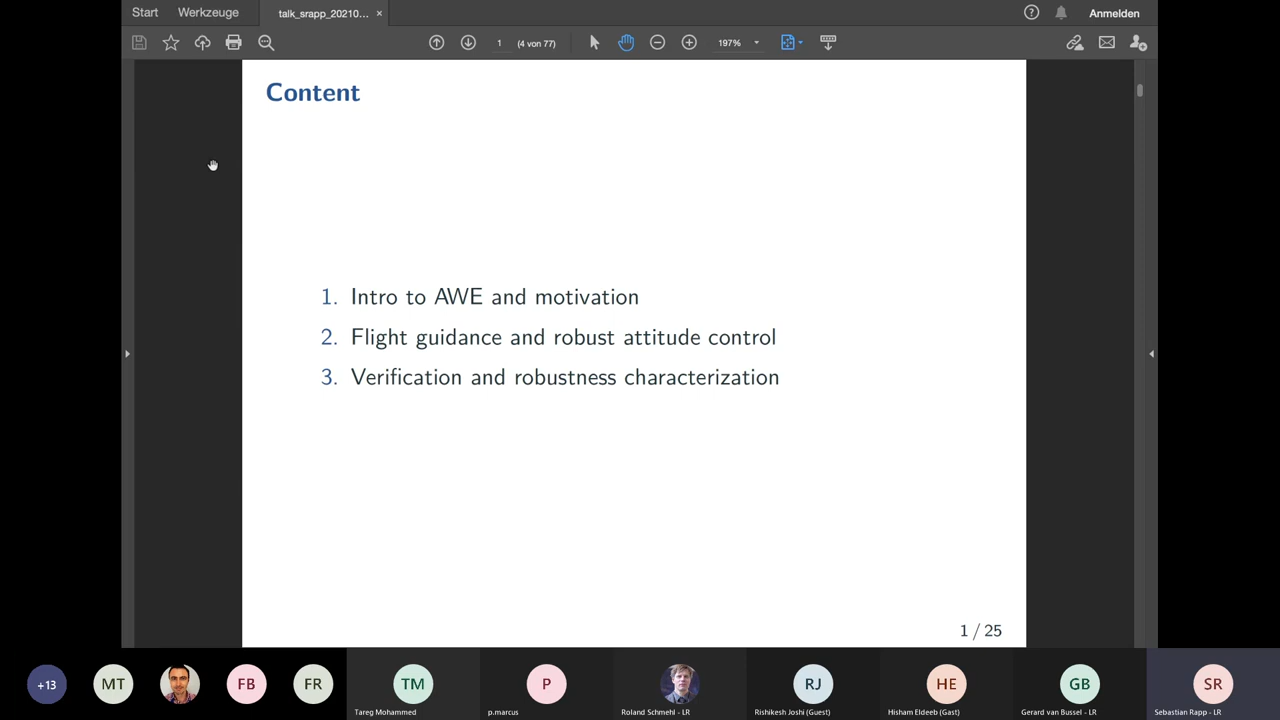 Start Werkzeuge talk_srapp_20210... × Anmelden
1 (4 von 77) 197%
Content
1. Intro to AWE and motivation
2. Flight guidance and robust attitude control
3. Verification and robustness characterization
1 / 25
+13 MT FB FR TM P RJ HE GB SR
Tareg Mohammed p.marcus Roland Schmehl - LR Rishikesh Joshi (Guest) Hisham Eldeeb (Gast) Gerard van Bussel - LR Sebastian Rapp - LR